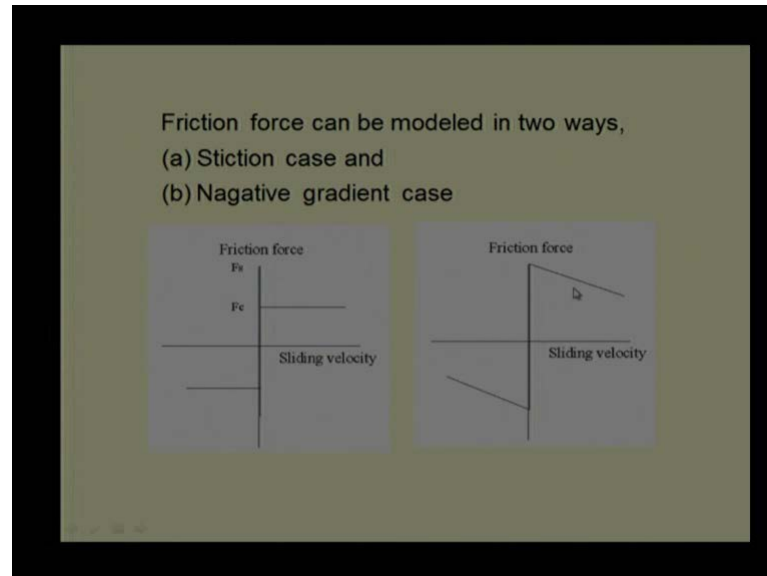 Friction force can be modeled in two ways,
(a) Stiction case and
(b) Nagative gradient case
Friction force
Fs
Fc
Sliding velocity
Friction force
Sliding velocity